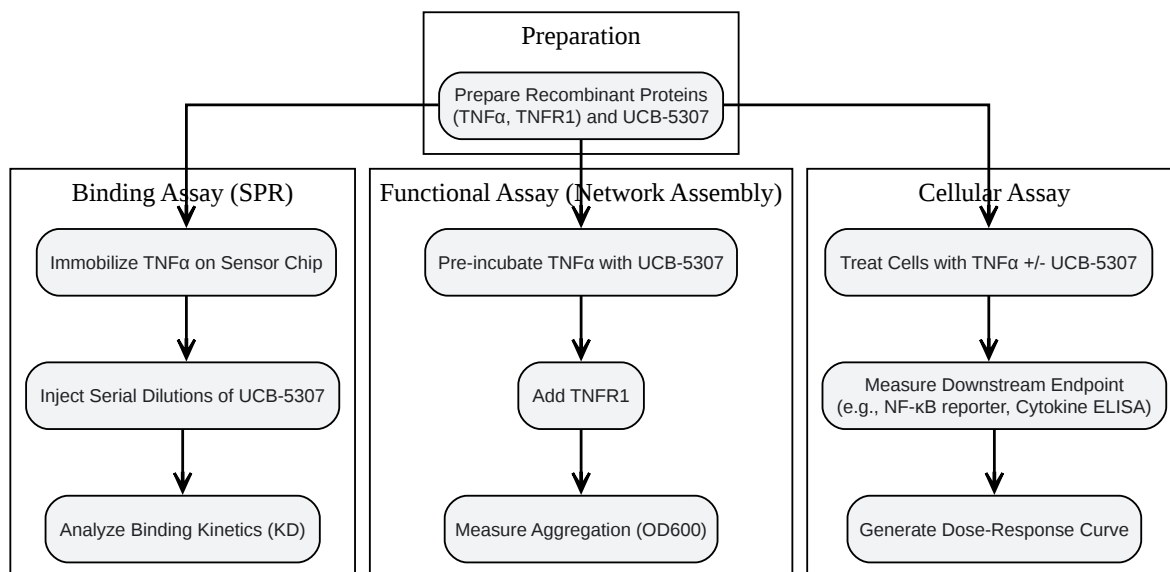 Preparation
Prepare Recombinant Proteins
(TNFα, TNFR1) and UCB-5307
Binding Assay (SPR)
Immobilize TNFα on Sensor Chip
Inject Serial Dilutions of UCB-5307
Analyze Binding Kinetics (KD)
Functional Assay (Network Assembly)
Pre-incubate TNFα with UCB-5307
Add TNFR1
Measure Aggregation (OD600)
Cellular Assay
Treat Cells with TNFα +/- UCB-5307
Measure Downstream Endpoint
(e.g., NF-κB reporter, Cytokine ELISA)
Generate Dose-Response Curve